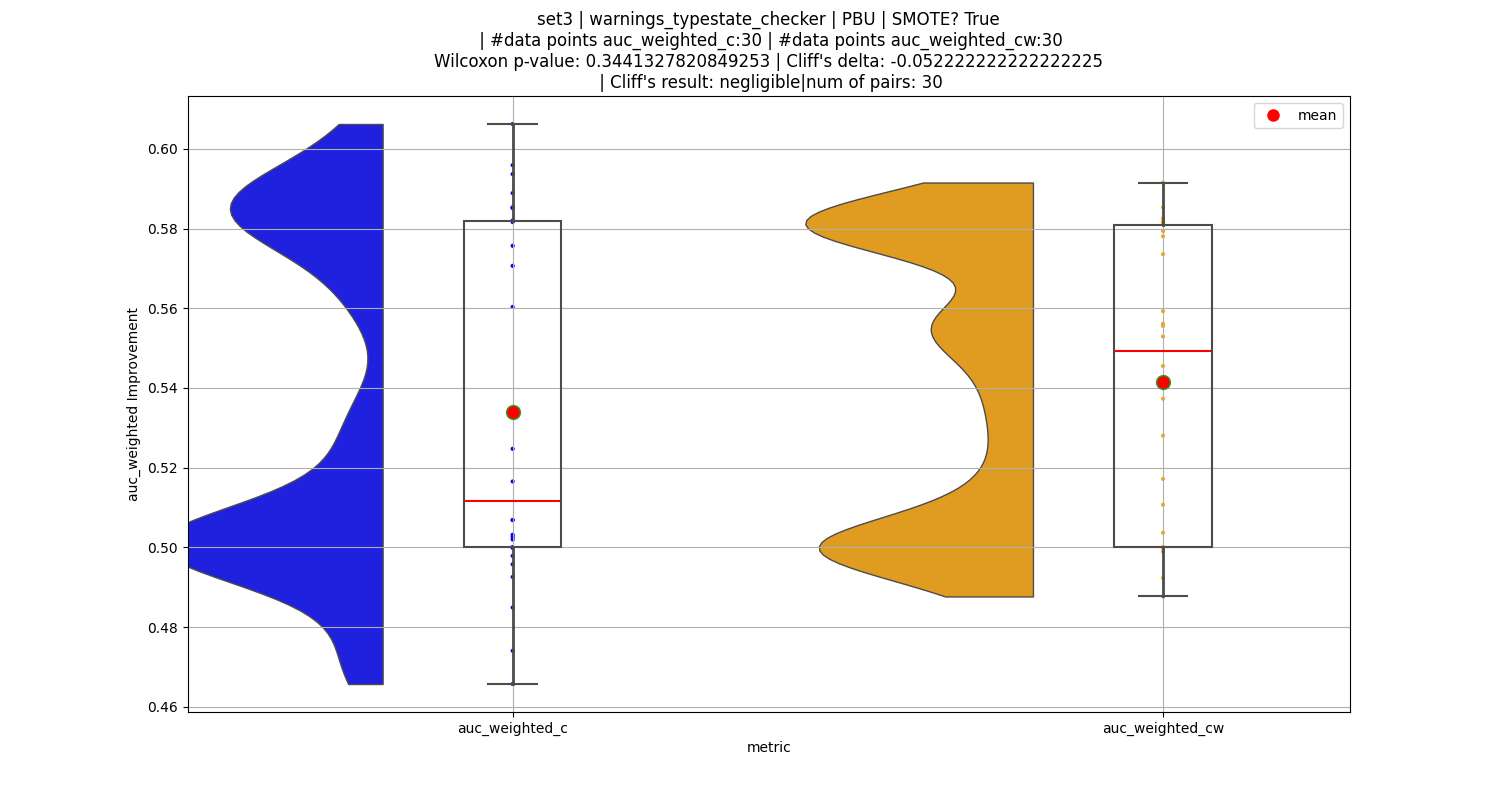 set3 | warnings_typestate_checker | PBU | SMOTE? True
| #data points auc_weighted_c:30 | #data points auc_weighted_cw:30
Wilcoxon p-value: 0.3441327820849253 | Cliff's delta: -0.052222222222222225
| Cliff's result: negligible|num of pairs: 30
mean
0.60
0.58
0.56
0.54
0.52
0.50
0.48
0.46
auc_weighted Improvement
auc_weighted_c
auc_weighted_cw
metric